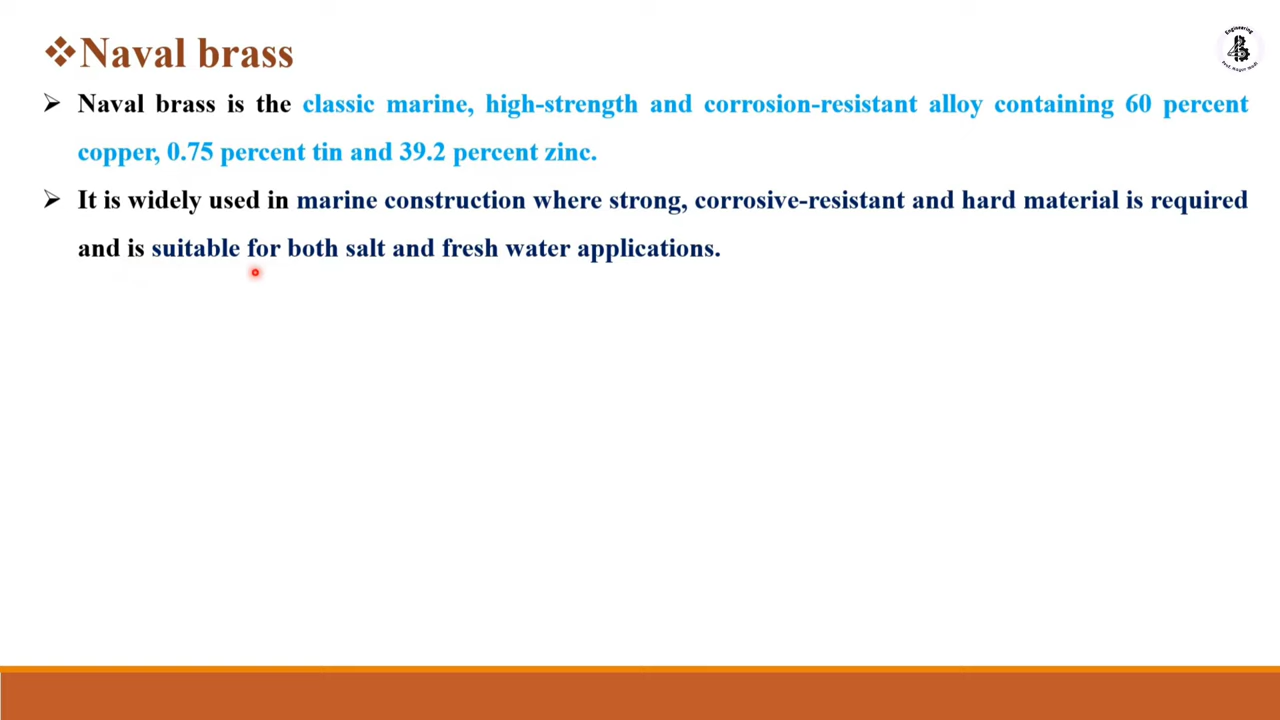 Naval brass
Naval brass is the classic marine, high-strength and corrosion-resistant alloy containing 60 percent
copper, 0.75 percent tin and 39.2 percent zinc.
It is widely used in marine construction where strong, corrosive-resistant and hard material is required
and is suitable for both salt and fresh water applications.
Engineering